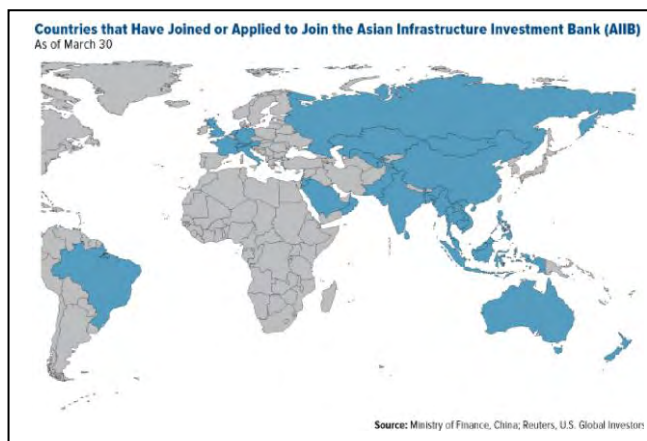 Countries that Have Joined or Applied to Join the Asian Infrastructure Investment Bank (AIIB)
As of March 30
Source: Ministry of Finance, China; Reuters, U.S. Global Investors